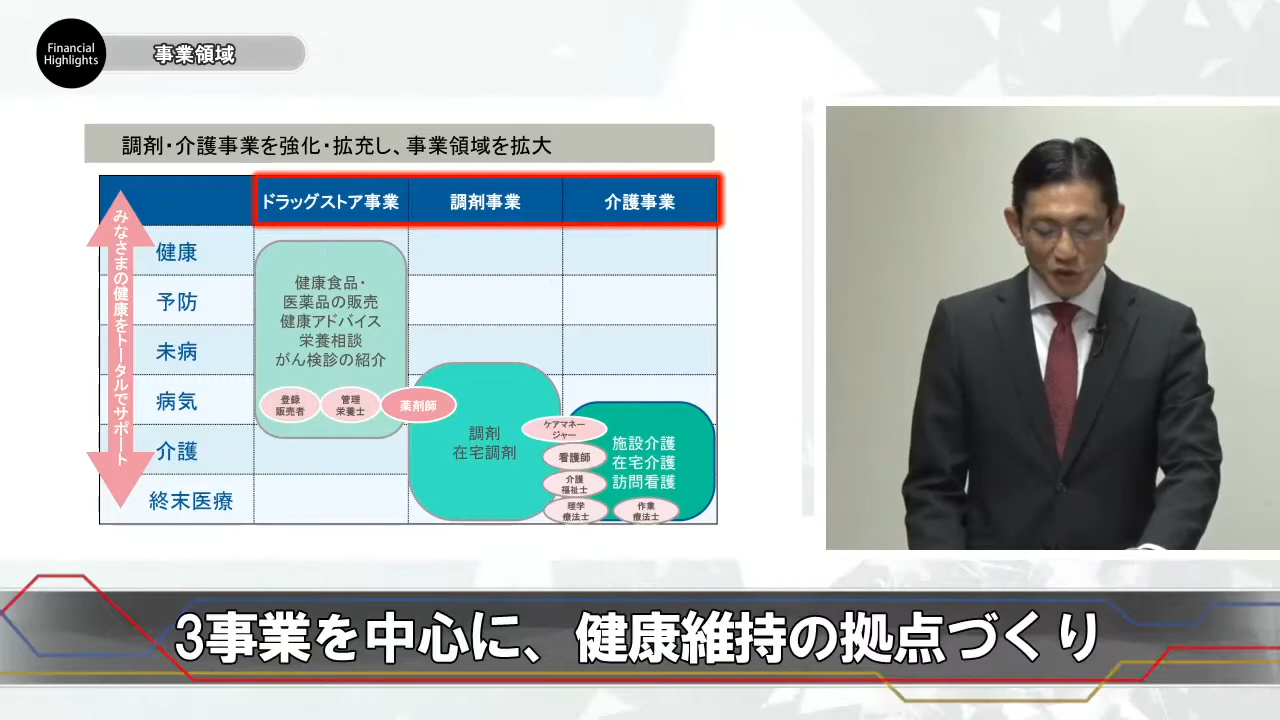 Financial
Highlights
事業領域
調剤・介護事業を強化・拡充し、事業領域を拡大
ドラッグストア事業
調剤事業
介護事業
みなさまの健康をトータルでサポート
健康
予防
未病
病気
介護
終末医療
健康食品・
医薬品の販売
健康アドバイス
栄養相談
がん検診の紹介
登録
販売者
管理
栄養士
薬剤師
調剤
在宅調剤
ケアマネー
ジャー
看護師
介護
福祉士
理学
療法士
作業
療法士
施設介護
在宅介護
訪問看護
3事業を中心に、健康維持の拠点づくり